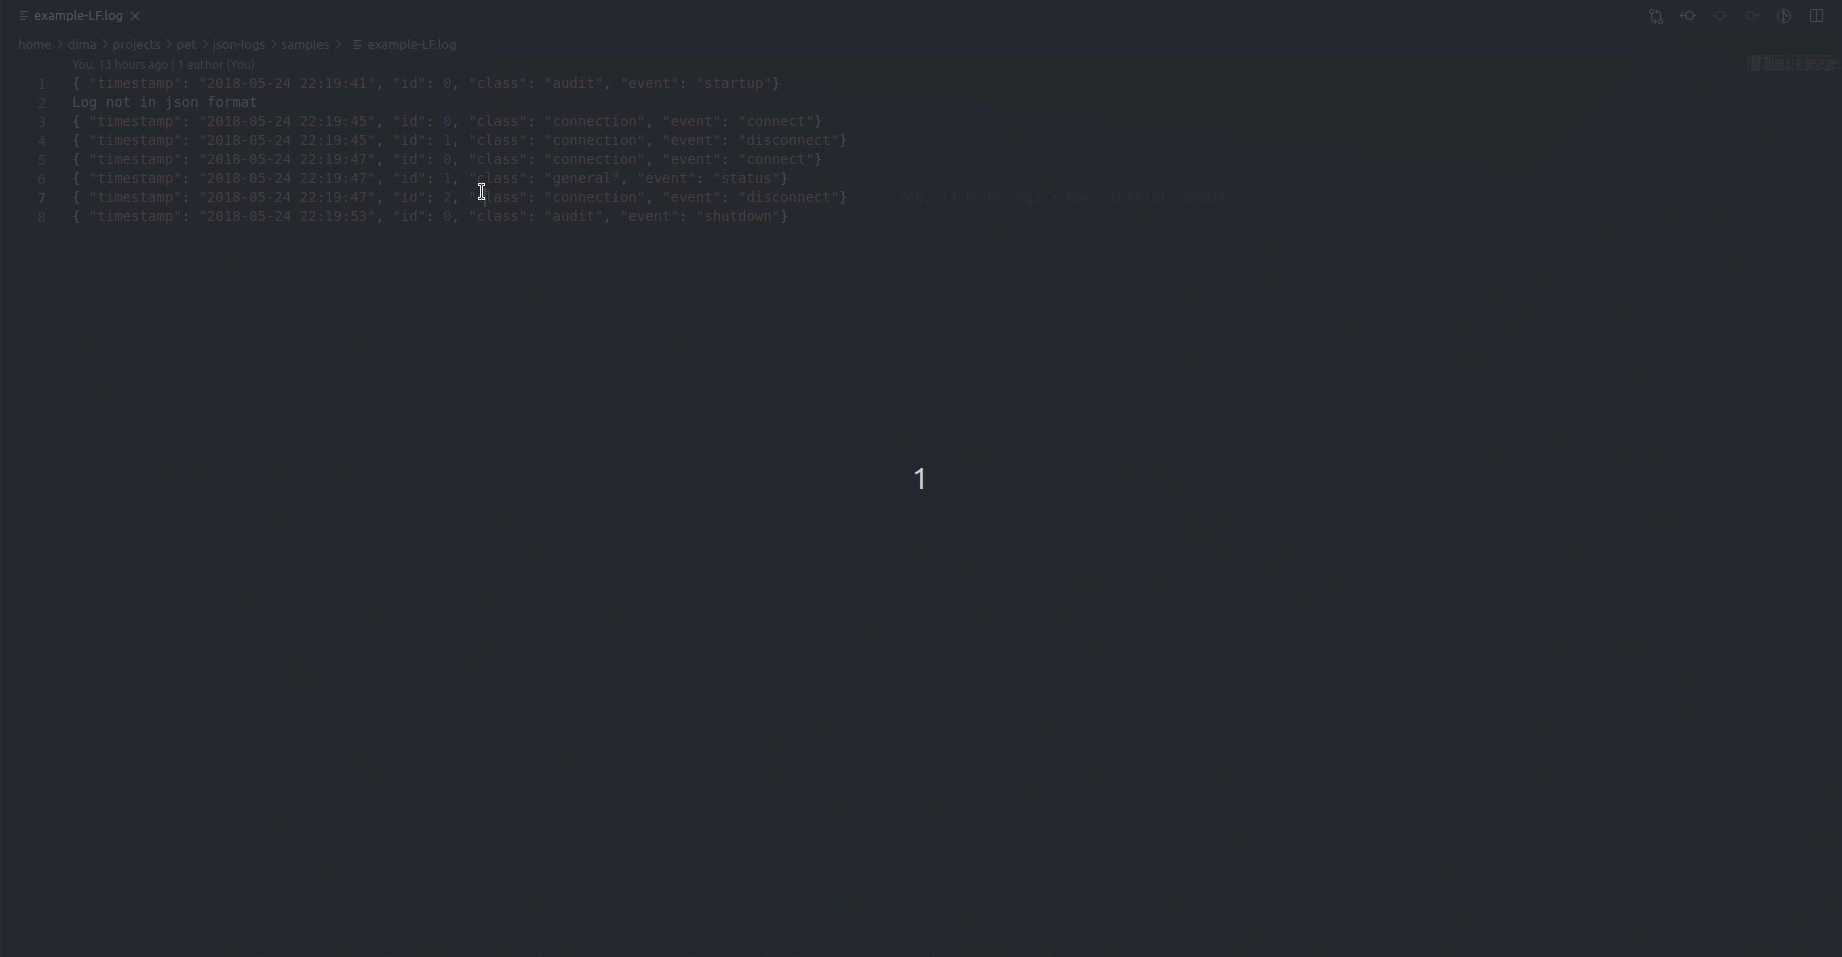 example-LF.log
home > dima > projects > pet > json-logs > samples > example-LF.log
You, 13 hours ago | 1 author (You)
1 { "timestamp": "2018-05-24 22:19:41", "id": 0, "class": "audit", "event": "startup"}
2 Log not in json format
3 { "timestamp": "2018-05-24 22:19:45", "id": 0, "class": "connection", "event": "connect"}
4 { "timestamp": "2018-05-24 22:19:45", "id": 1, "class": "connection", "event": "disconnect"}
5 { "timestamp": "2018-05-24 22:19:47", "id": 0, "class": "connection", "event": "connect"}
6 { "timestamp": "2018-05-24 22:19:47", "id": 1, "class": "general", "event": "status"}
7 { "timestamp": "2018-05-24 22:19:47", "id": 2, "class": "connection", "event": "disconnect"} You, 13 hours ago • New: commit
8 { "timestamp": "2018-05-24 22:19:53", "id": 0, "class": "audit", "event": "shutdown"}
1